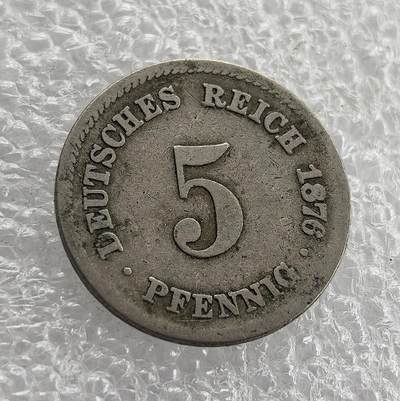 DEUTSCHES REICH 1876
5
· PFENNIG ·